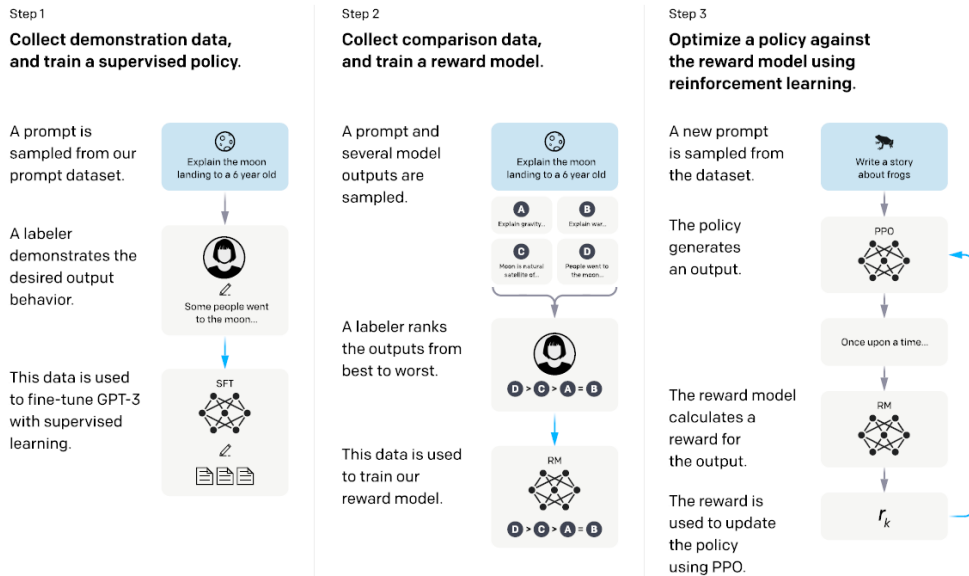 Step 1
Collect demonstration data,
and train a supervised policy.
A prompt is
sampled from our
prompt dataset.
Explain the moon
landing to a 6 year old
A labeler
demonstrates the
desired output
behavior.
Some people went
to the moon...
This data is used
to fine-tune GPT-3
with supervised
learning.
SFT
Step 2
Collect comparison data,
and train a reward model.
A prompt and
several model
outputs are
sampled.
Explain the moon
landing to a 6 year old
A
Explain gravity...
B
Explain war...
C
Moon is natural
satellite of...
D
People went to
the moon...
A labeler ranks
the outputs from
best to worst.
D > C > A = B
This data is used
to train our
reward model.
RM
D > C > A = B
Step 3
Optimize a policy against
the reward model using
reinforcement learning.
A new prompt
is sampled from
the dataset.
Write a story
about frogs
The policy
generates
an output.
PPO
Once upon a time...
The reward model
calculates a
reward for
the output.
RM
The reward is
used to update
the policy
using PPO.
r_k